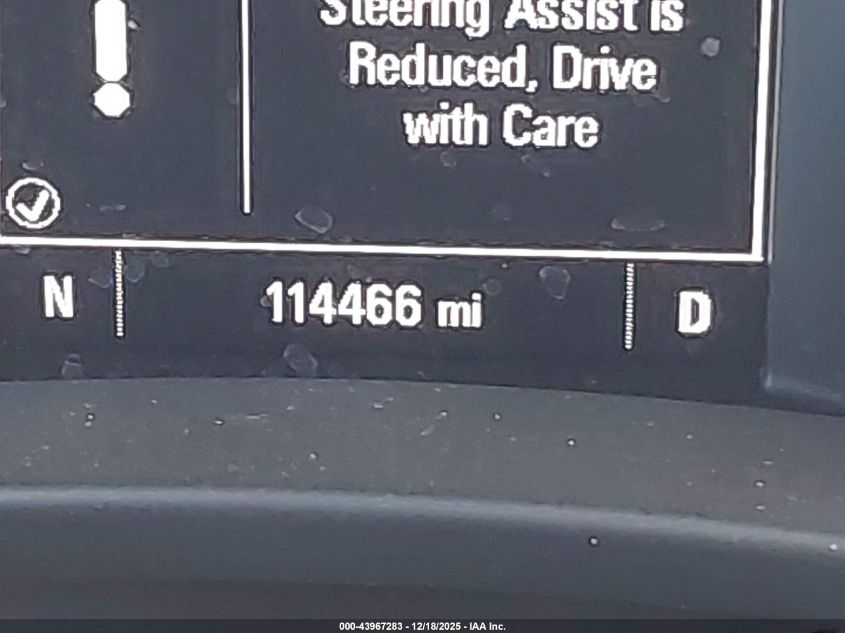 Steering Assist is
Reduced, Drive
with Care
N 114466 mi D
000-43967283 - 12/18/2025 - IAA Inc.